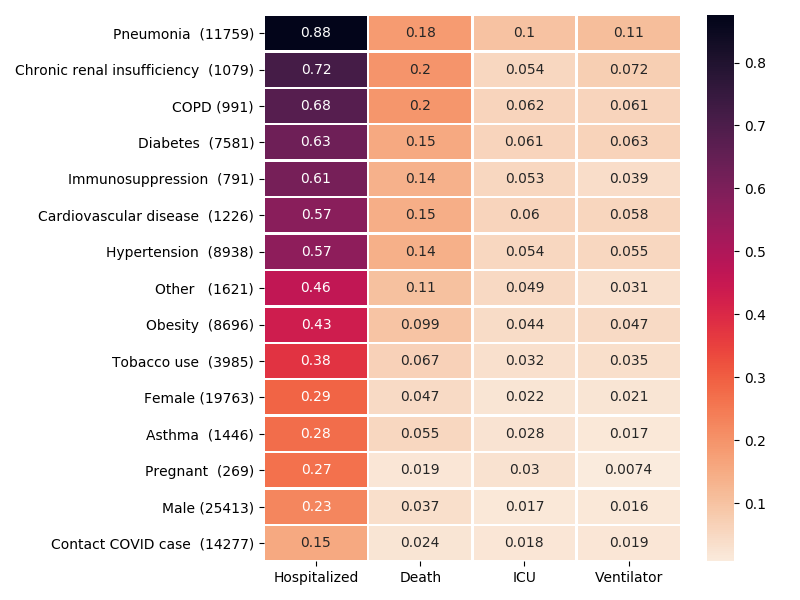 Pneumonia (11759) 0.88 0.18 0.1 0.11
Chronic renal insufficiency (1079) 0.72 0.2 0.054 0.072
COPD (991) 0.68 0.2 0.062 0.061
Diabetes (7581) 0.63 0.15 0.061 0.063
Immunosuppression (791) 0.61 0.14 0.053 0.039
Cardiovascular disease (1226) 0.57 0.15 0.06 0.058
Hypertension (8938) 0.57 0.14 0.054 0.055
Other (1621) 0.46 0.11 0.049 0.031
Obesity (8696) 0.43 0.099 0.044 0.047
Tobacco use (3985) 0.38 0.067 0.032 0.035
Female (19763) 0.29 0.047 0.022 0.021
Asthma (1446) 0.28 0.055 0.028 0.017
Pregnant (269) 0.27 0.019 0.03 0.0074
Male (25413) 0.23 0.037 0.017 0.016
Contact COVID case (14277) 0.15 0.024 0.018 0.019
Hospitalized Death ICU Ventilator
0.8
0.7
0.6
0.5
0.4
0.3
0.2
0.1